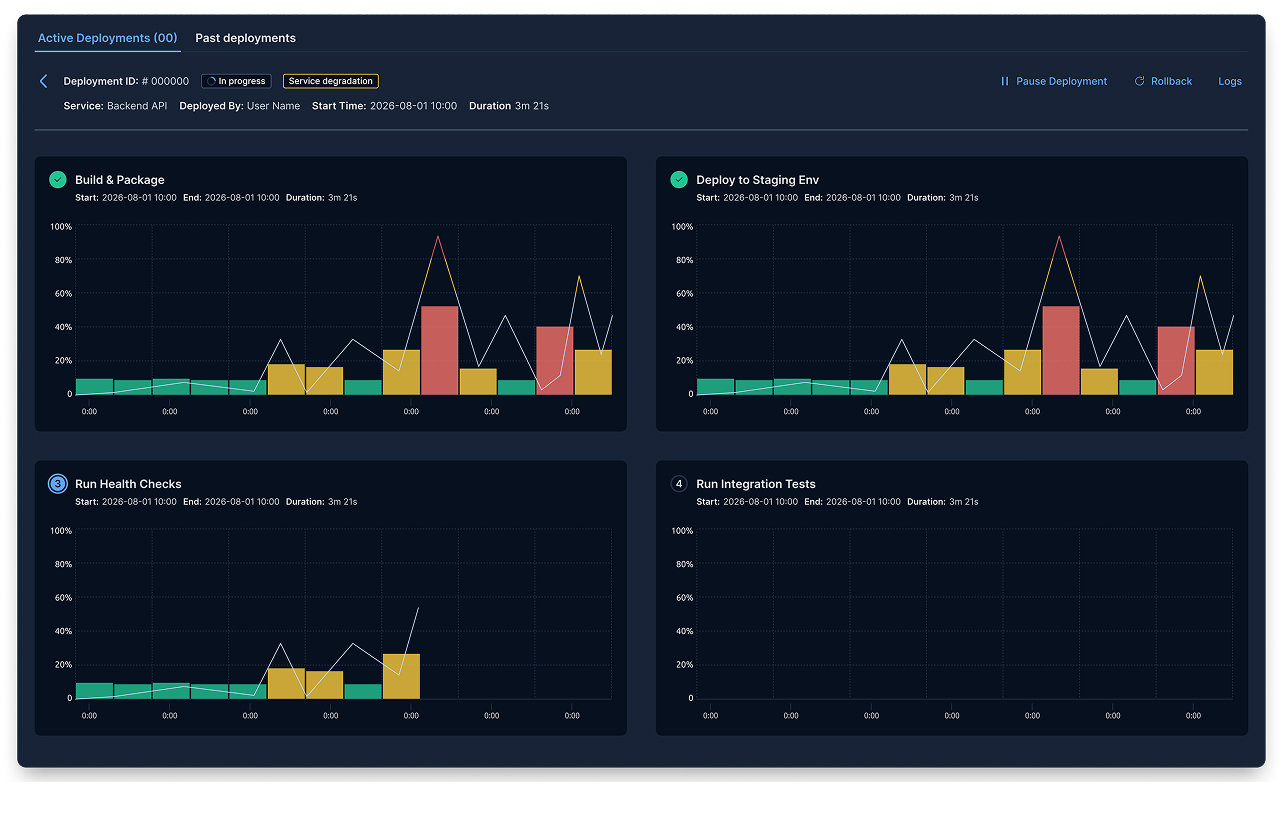 Active Deployments (00) Past deployments
Deployment ID: # 000000 In progress Service degradation Pause Deployment Rollback Logs
Service: Backend API Deployed By: User Name Start Time: 2026-08-01 10:00 Duration 3m 21s
Build & Package
Start: 2026-08-01 10:00 End: 2026-08-01 10:00 Duration: 3m 21s
100%
80%
60%
40%
20%
0
0:00 0:00 0:00 0:00 0:00 0:00 0:00
Deploy to Staging Env
Start: 2026-08-01 10:00 End: 2026-08-01 10:00 Duration: 3m 21s
100%
80%
60%
40%
20%
0
0:00 0:00 0:00 0:00 0:00 0:00 0:00
3 Run Health Checks
Start: 2026-08-01 10:00 End: 2026-08-01 10:00 Duration: 3m 21s
100%
80%
60%
40%
20%
0
0:00 0:00 0:00 0:00 0:00 0:00 0:00
4 Run Integration Tests
Start: 2026-08-01 10:00 End: 2026-08-01 10:00 Duration: 3m 21s
100%
80%
60%
40%
20%
0
0:00 0:00 0:00 0:00 0:00 0:00 0:00